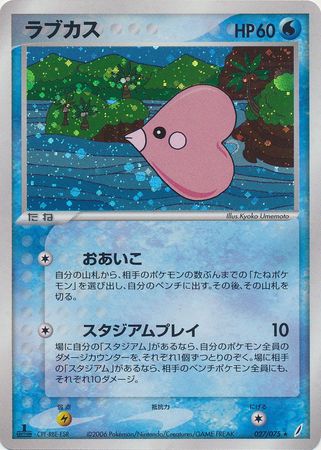 ラブカス
HP60
たね
Illus.Kyoko Umemoto
おあいこ
自分の山札から、相手のポケモンの数ぶんまでの「たねポケ
モン」を選び出し、自分のベンチに出す。その後、その山札を
切る。
スタジアムプレイ 10
場に自分の「スタジアム」があるなら、自分のポケモン全員の
ダメージカウンターを、それぞれ1個ずつとりのぞく。場に相手
の「スタジアム」があるなら、相手のベンチポケモン全員にも、
それぞれ10ダメージ。
弱点 抵抗力 にげる
1 CPT-RBE-ESR ©2006 Pokémon/Nintendo/Creatures/GAME FREAK. 027/075 ★